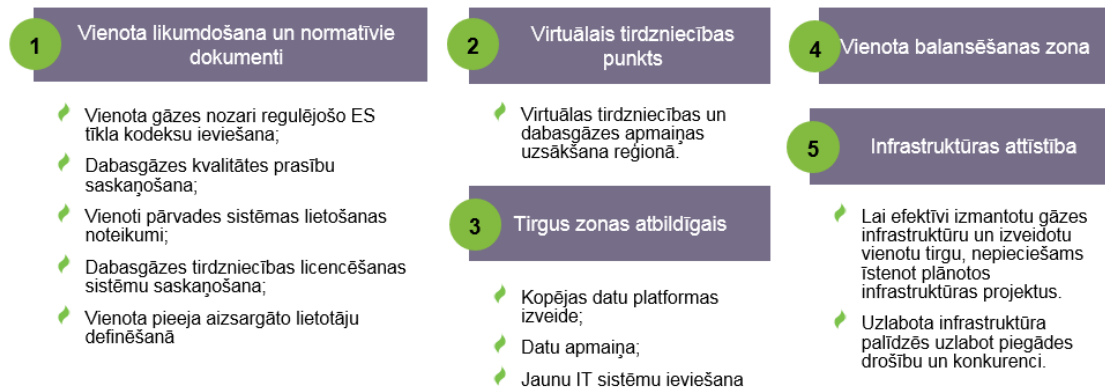 1
Vienota likumdošana un normatīvie
dokumenti
Vienota gāzes nozari regulējošo ES
tīkla kodeksu ieviešana;
Dabasgāzes kvalitātes prasību
saskaņošana;
Vienoti pārvades sistēmas lietošanas
noteikumi;
Dabasgāzes tirdzniecības licencēšanas
sistēmu saskaņošana;
Vienota pieeja aizsargāto lietotāju
definēšanā
2
Virtuālais tirdzniecības
punkts
Virtuālas tirdzniecības un
dabasgāzes apmaiņas
uzsākšana reģionā.
3
Tirgus zonas atbildīgais
Kopējas datu platformas
izveide;
Datu apmaiņa;
Jaunu IT sistēmu ieviešana
4
Vienota balansēšanas zona
5
Infrastruktūras attīstība
Lai efektīvi izmantotu gāzes
infrastruktūru un izveidotu
vienotu tirgu, nepieciešams
īstenot plānotos
infrastruktūras projektus.
Uzlabota infrastruktūra
palīdzēs uzlabot piegādes
drošību un konkurenci.